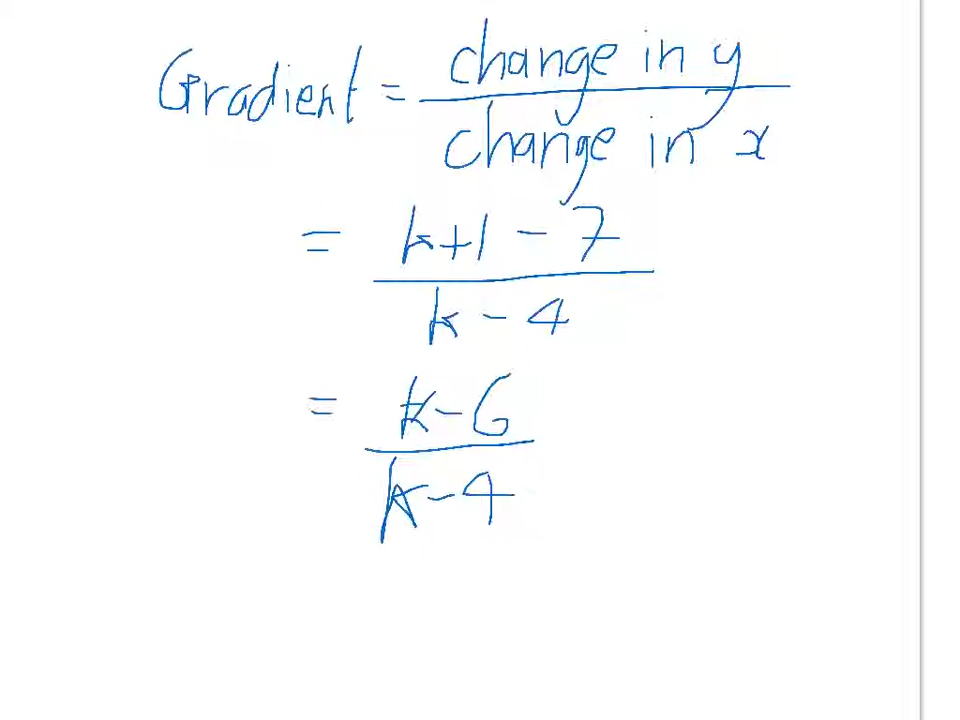 Gradient = change in y / change in x
= k+1 - 7 / k - 4
= k - 6 / k - 4